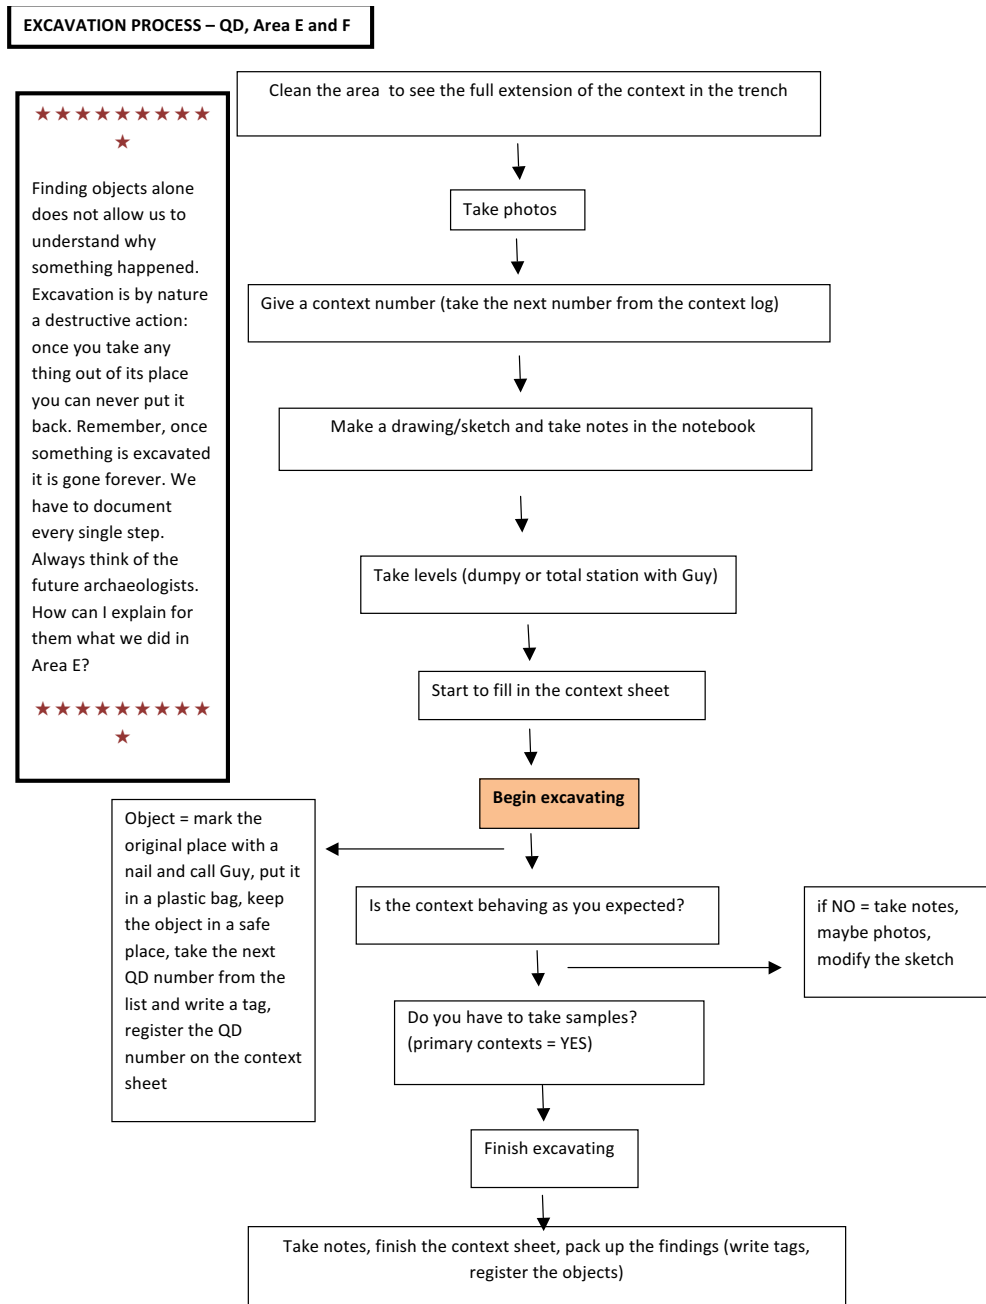 EXCAVATION PROCESS – QD, Area E and F
Clean the area to see the full extension of the context in the trench
Take photos
Give a context number (take the next number from the context log)
Make a drawing/sketch and take notes in the notebook
Take levels (dumpy or total station with Guy)
Start to fill in the context sheet
Begin excavating
Finding objects alone
does not allow us to
understand why
something happened.
Excavation is by nature
a destructive action:
once you take any
thing out of its place
you can never put it
back. Remember, once
something is excavated
it is gone forever. We
have to document
every single step.
Always think of the
future archaeologists.
How can I explain for
them what we did in
Area E?
Object = mark the
original place with a
nail and call Guy, put it
in a plastic bag, keep
the object in a safe
place, take the next
QD number from the
list and write a tag,
register the QD
number on the context
sheet
Is the context behaving as you expected?
if NO = take notes,
maybe photos,
modify the sketch
Do you have to take samples?
(primary contexts = YES)
Finish excavating
Take notes, finish the context sheet, pack up the findings (write tags,
register the objects)